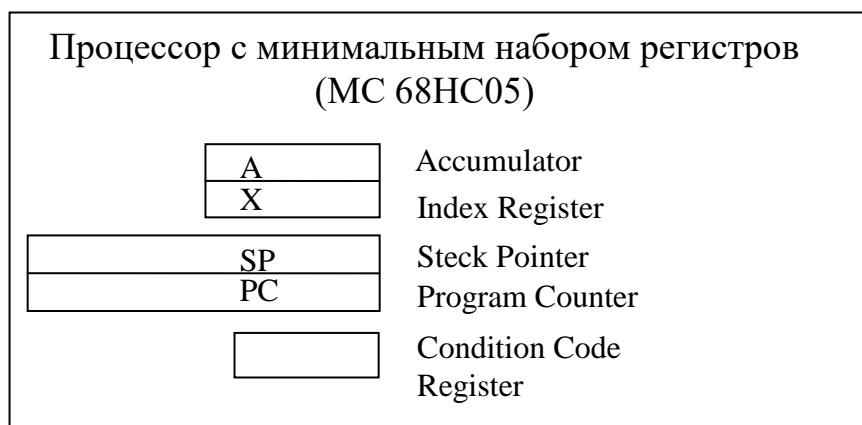 Процессор с минимальным набором регистров
(MC 68HC05)
A Accumulator
X Index Register
SP Steck Pointer
PC Program Counter
Condition Code
Register